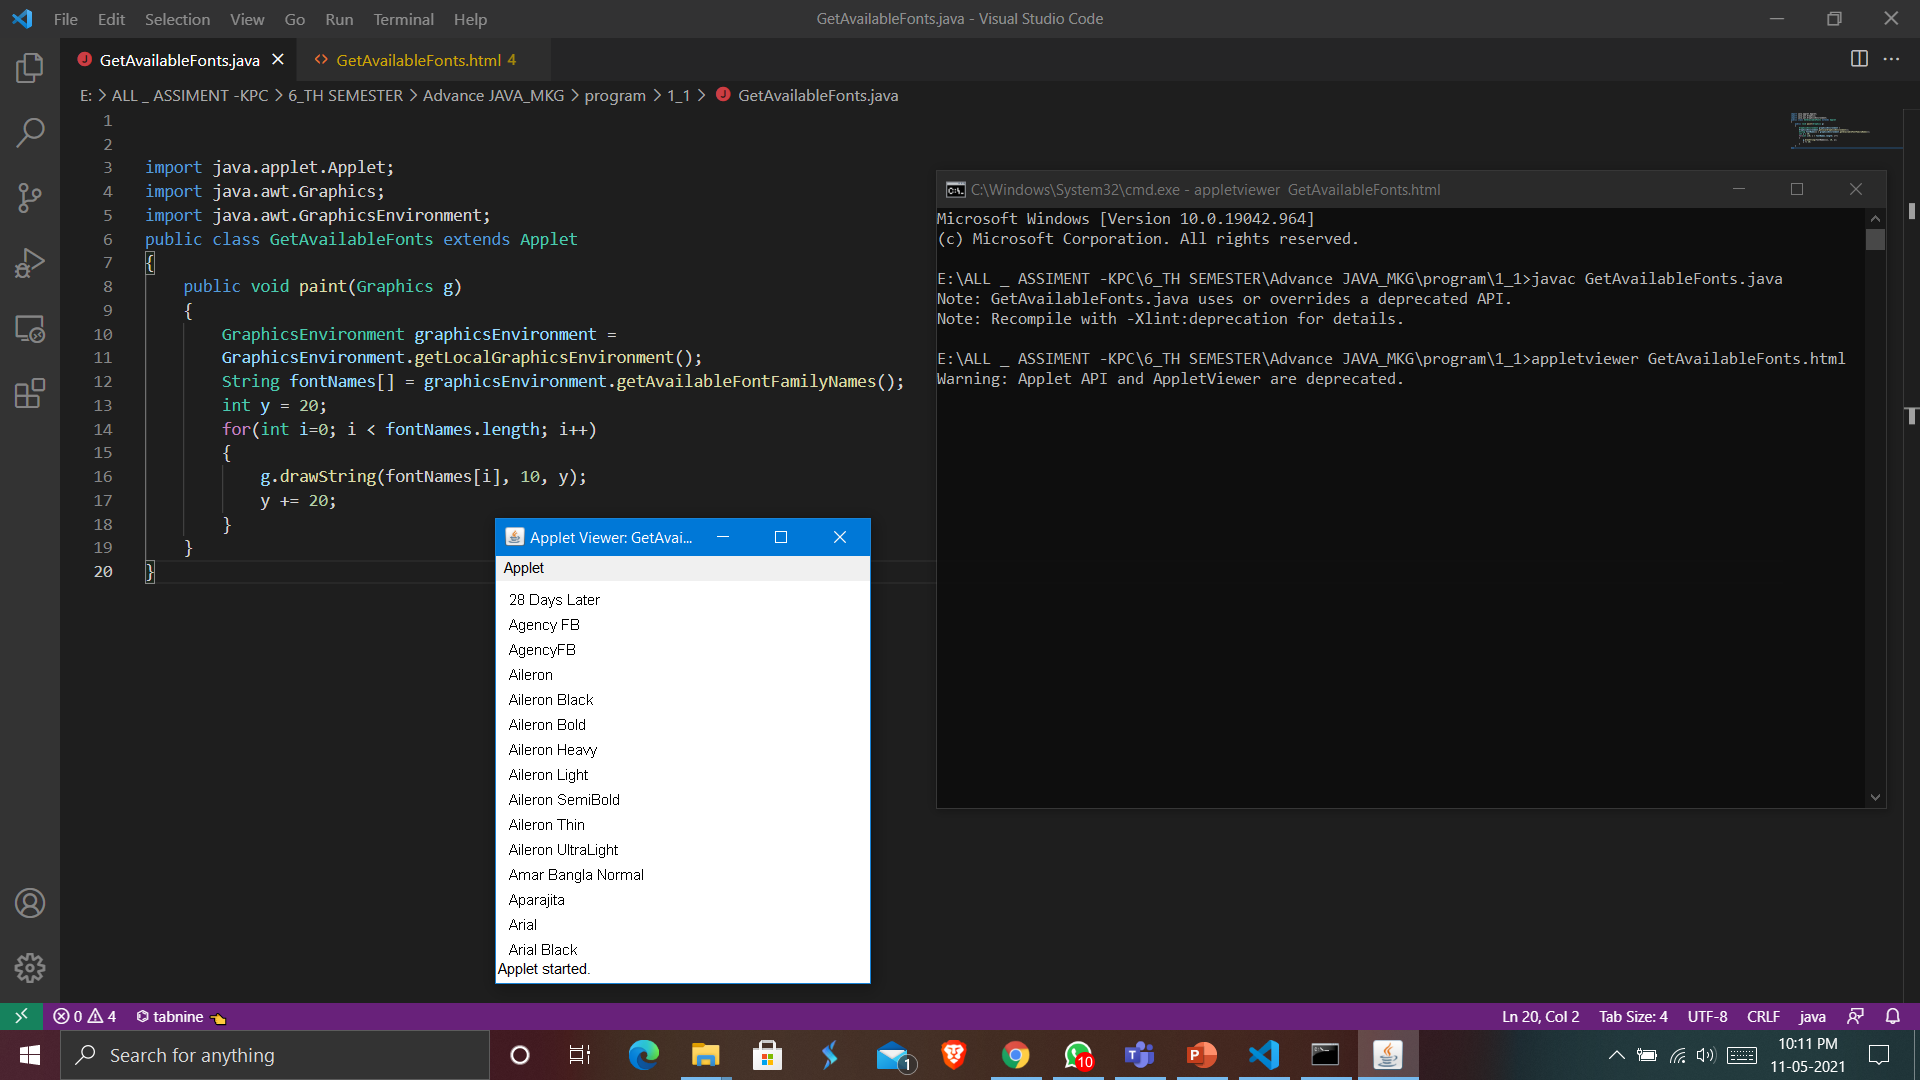 File Edit Selection View Go Run Terminal Help
GetAvailableFonts.java - Visual Studio Code
GetAvailableFonts.java
GetAvailableFonts.html 4
E: > ALL _ ASSIMENT -KPC > 6_TH SEMESTER > Advance JAVA_MKG > program > 1_1 > GetAvailableFonts.java
1
2
3 import java.applet.Applet;
4 import java.awt.Graphics;
5 import java.awt.GraphicsEnvironment;
6 public class GetAvailableFonts extends Applet
7 {
8 public void paint(Graphics g)
9 {
10 GraphicsEnvironment graphicsEnvironment =
11 GraphicsEnvironment.getLocalGraphicsEnvironment();
12 String fontNames[] = graphicsEnvironment.getAvailableFontFamilyNames();
13 int y = 20;
14 for(int i=0; i < fontNames.length; i++)
15 {
16 g.drawString(fontNames[i], 10, y);
17 y += 20;
18 }
19 }
20 }
C:\Windows\System32\cmd.exe - appletviewer GetAvailableFonts.html
Microsoft Windows [Version 10.0.19042.964]
(c) Microsoft Corporation. All rights reserved.
E:\ALL _ ASSIMENT -KPC\6_TH SEMESTER\Advance JAVA_MKG\program\1_1>javac GetAvailableFonts.java
Note: GetAvailableFonts.java uses or overrides a deprecated API.
Note: Recompile with -Xlint:deprecation for details.
E:\ALL _ ASSIMENT -KPC\6_TH SEMESTER\Advance JAVA_MKG\program\1_1>appletviewer GetAvailableFonts.html
Warning: Applet API and AppletViewer are deprecated.
Applet Viewer: GetAvai...
Applet
28 Days Later
Agency FB
AgencyFB
Aileron
Aileron Black
Aileron Bold
Aileron Heavy
Aileron Light
Aileron SemiBold
Aileron Thin
Aileron UltraLight
Amar Bangla Normal
Aparajita
Arial
Arial Black
Applet started.
0 4 tabnine
Ln 20, Col 2 Tab Size: 4 UTF-8 CRLF java
Search for anything
1
10
10:11 PM
11-05-2021